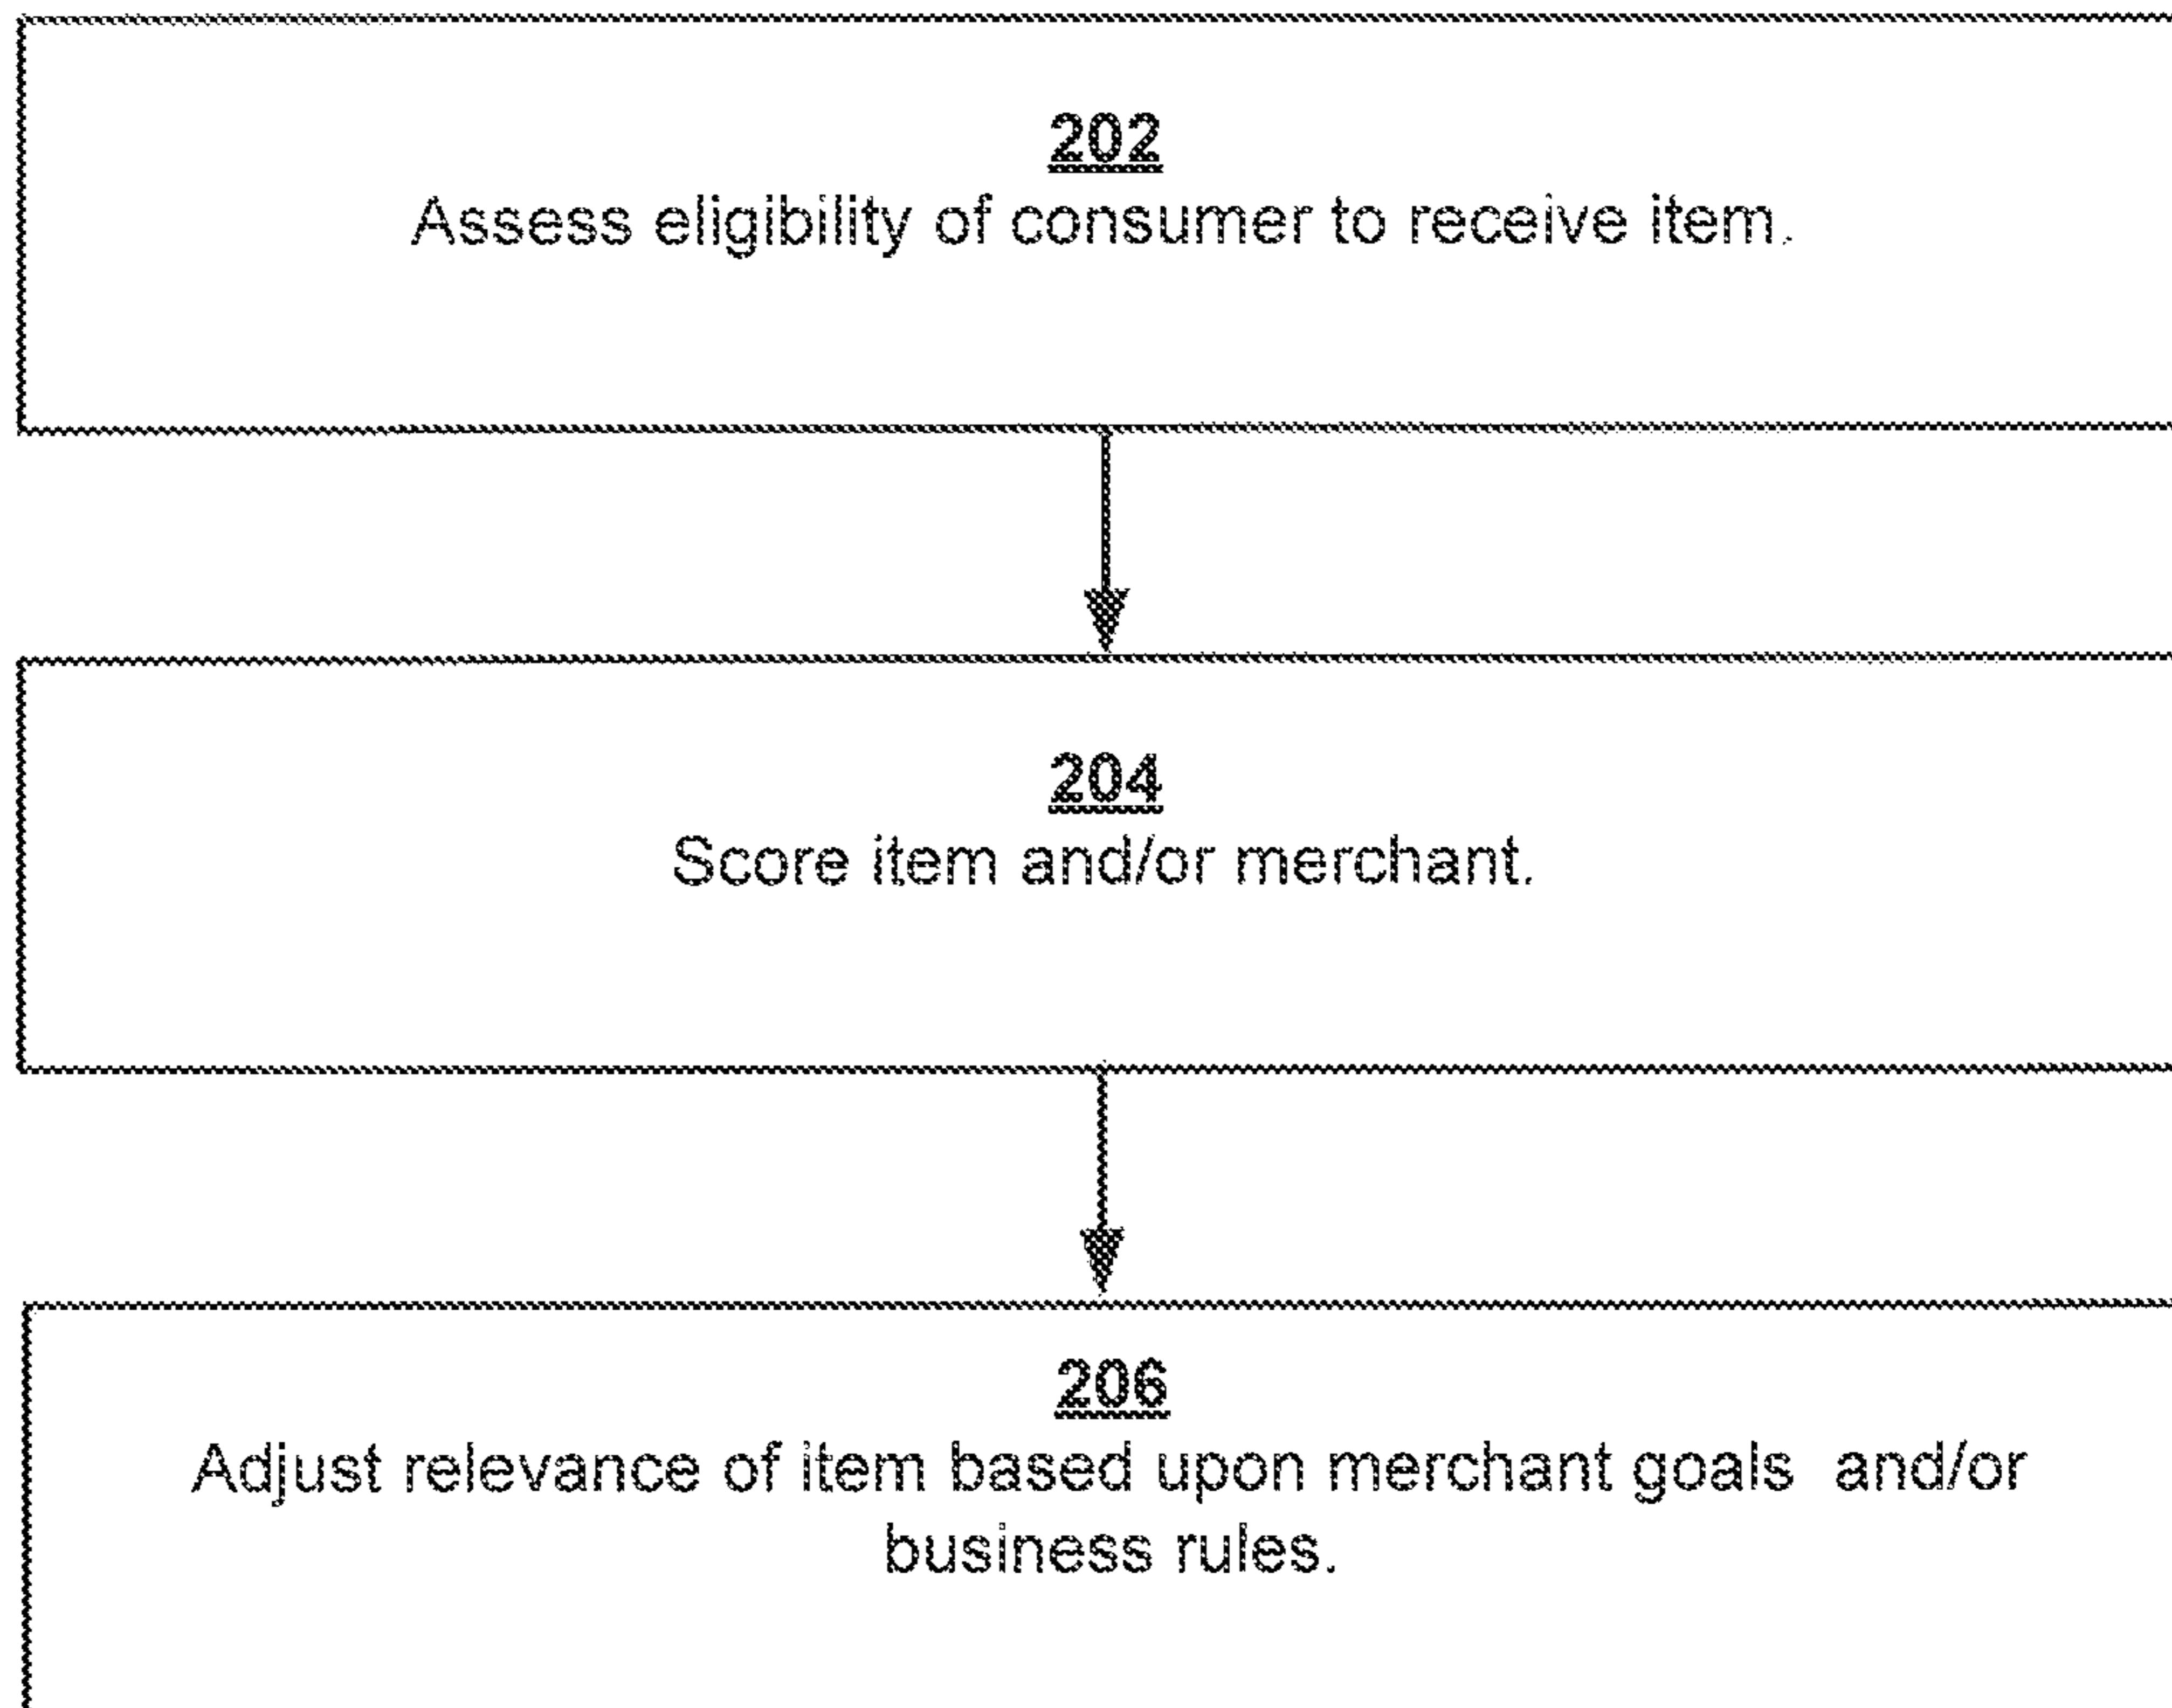 202
Assess eligibility of consumer to receive item.
204
Score item and/or merchant.
206
Adjust relevance of item based upon merchant goals  and/or
business rules.